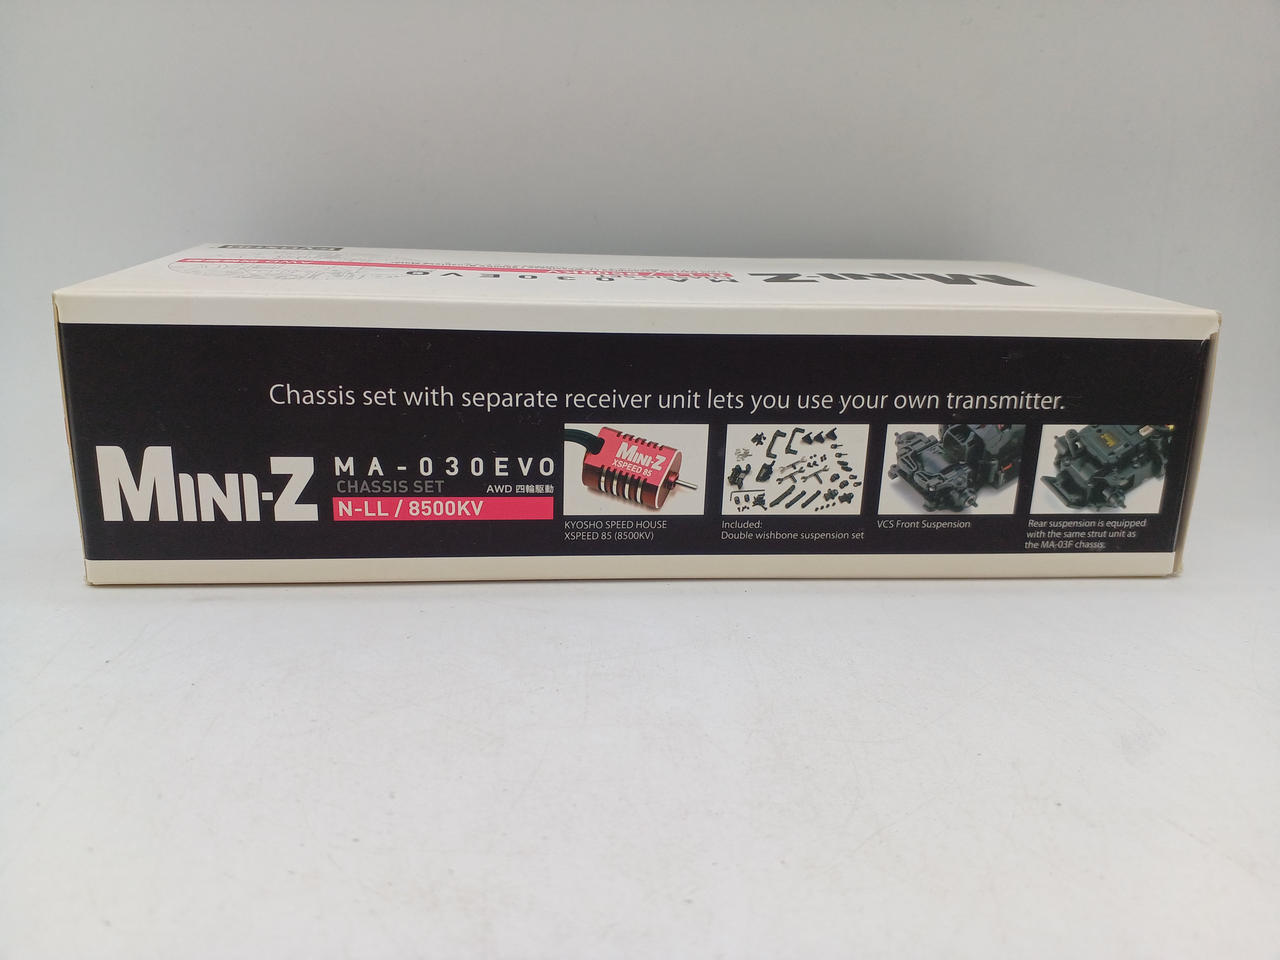 MINI-Z
MA-030EVO
Chassis set with separate receiver unit lets you use your own transmitter.
MINI-Z
MA-030EVO
CHASSIS SET
AWD 四輪駆動
N-LL / 8500KV
MINI-Z
XSPEED 85
KYOSHO SPEED HOUSE
XSPEED 85 (8500KV)
Included:
Double wishbone suspension set
VCS Front Suspension
Rear suspension is equipped
with the same strut unit as
the MA-03F chassis.